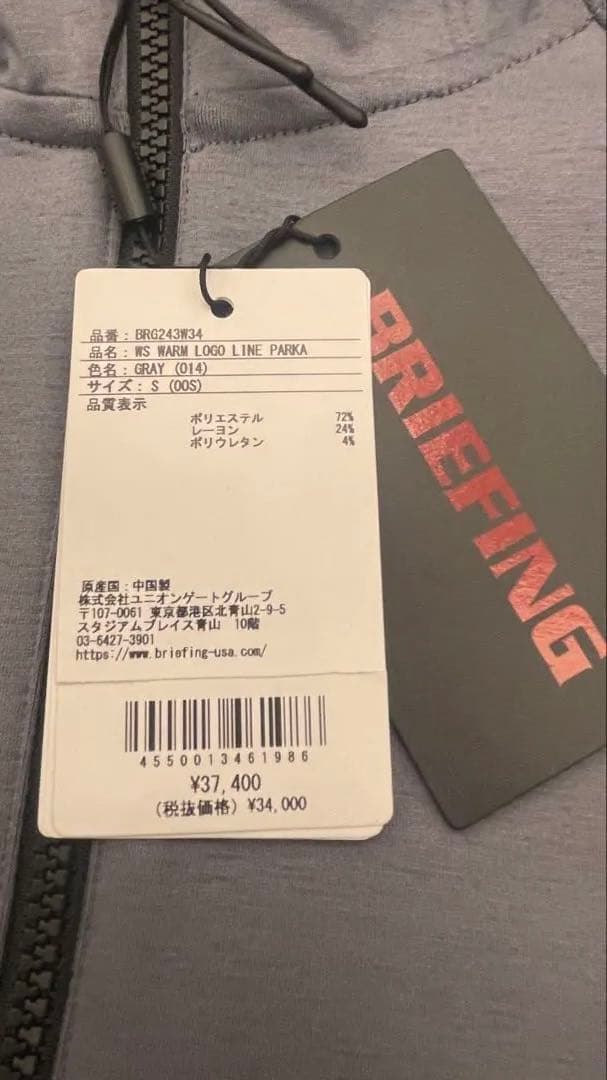 品番：BRG243W34
品名：WS WARM LOGO LINE PARKA
色名：GRAY (014)
サイズ：S (00S)
品質表示
ポリエステル 72%
レーヨン 24%
ポリウレタン 4%
原産国：中国製
株式会社ユニオンゲートグループ
〒107-0061 東京都港区北青山2-9-5
スタジアムプレイス青山 10階
03-6427-3901
https://www.briefing-usa.com/
4550013461986
¥37,400
(税抜価格) ¥34,000
BRIEFING